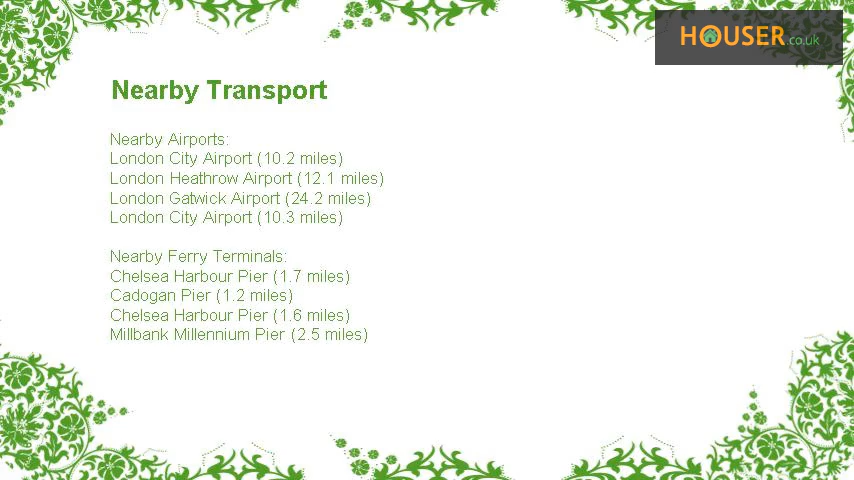 HOUSER.co.uk
Nearby Transport
Nearby Airports:
London City Airport (10.2 miles)
London Heathrow Airport (12.1 miles)
London Gatwick Airport (24.2 miles)
London City Airport (10.3 miles)
Nearby Ferry Terminals:
Chelsea Harbour Pier (1.7 miles)
Cadogan Pier (1.2 miles)
Chelsea Harbour Pier (1.6 miles)
Millbank Millennium Pier (2.5 miles)